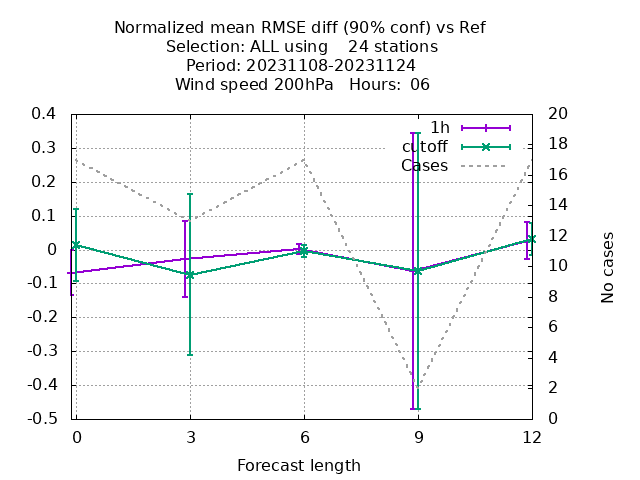 Normalized mean RMSE diff (90% conf) vs Ref
Selection: ALL using    24 stations
Period: 20231108-20231124
Wind speed 200hPa   Hours:  06
0.4
0.3
0.2
0.1
0
-0.1
-0.2
-0.3
-0.4
-0.5
1h
cutoff
Cases
20
18
16
14
12
10
8
6
4
2
0
No cases
0 3 6 9 12
Forecast length